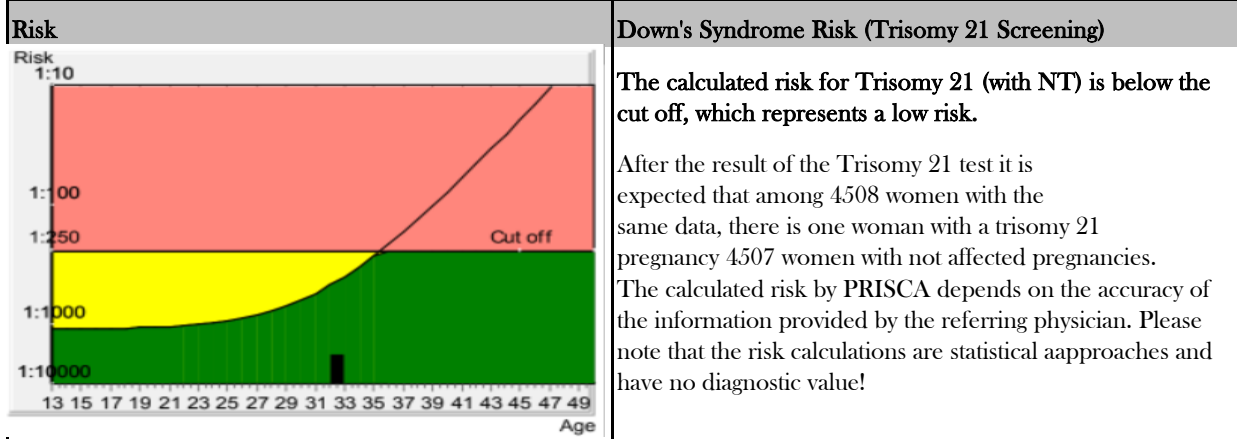 Risk
Risk
1:10
1:100
1:250
Cut off
1:1000
1:10000
13 15 17 19 21 23 25 27 29 31 33 35 37 39 41 43 45 47 49
Age
Down's Syndrome Risk (Trisomy 21 Screening)
The calculated risk for Trisomy 21 (with NT) is below the
cut off, which represents a low risk.
After the result of the Trisomy 21 test it is
expected that among 4508 women with the
same data, there is one woman with a trisomy 21
pregnancy 4507 women with not affected pregnancies.
The calculated risk by PRISCA depends on the accuracy of
the information provided by the referring physician. Please
note that the risk calculations are statistical aapproaches and
have no diagnostic value!